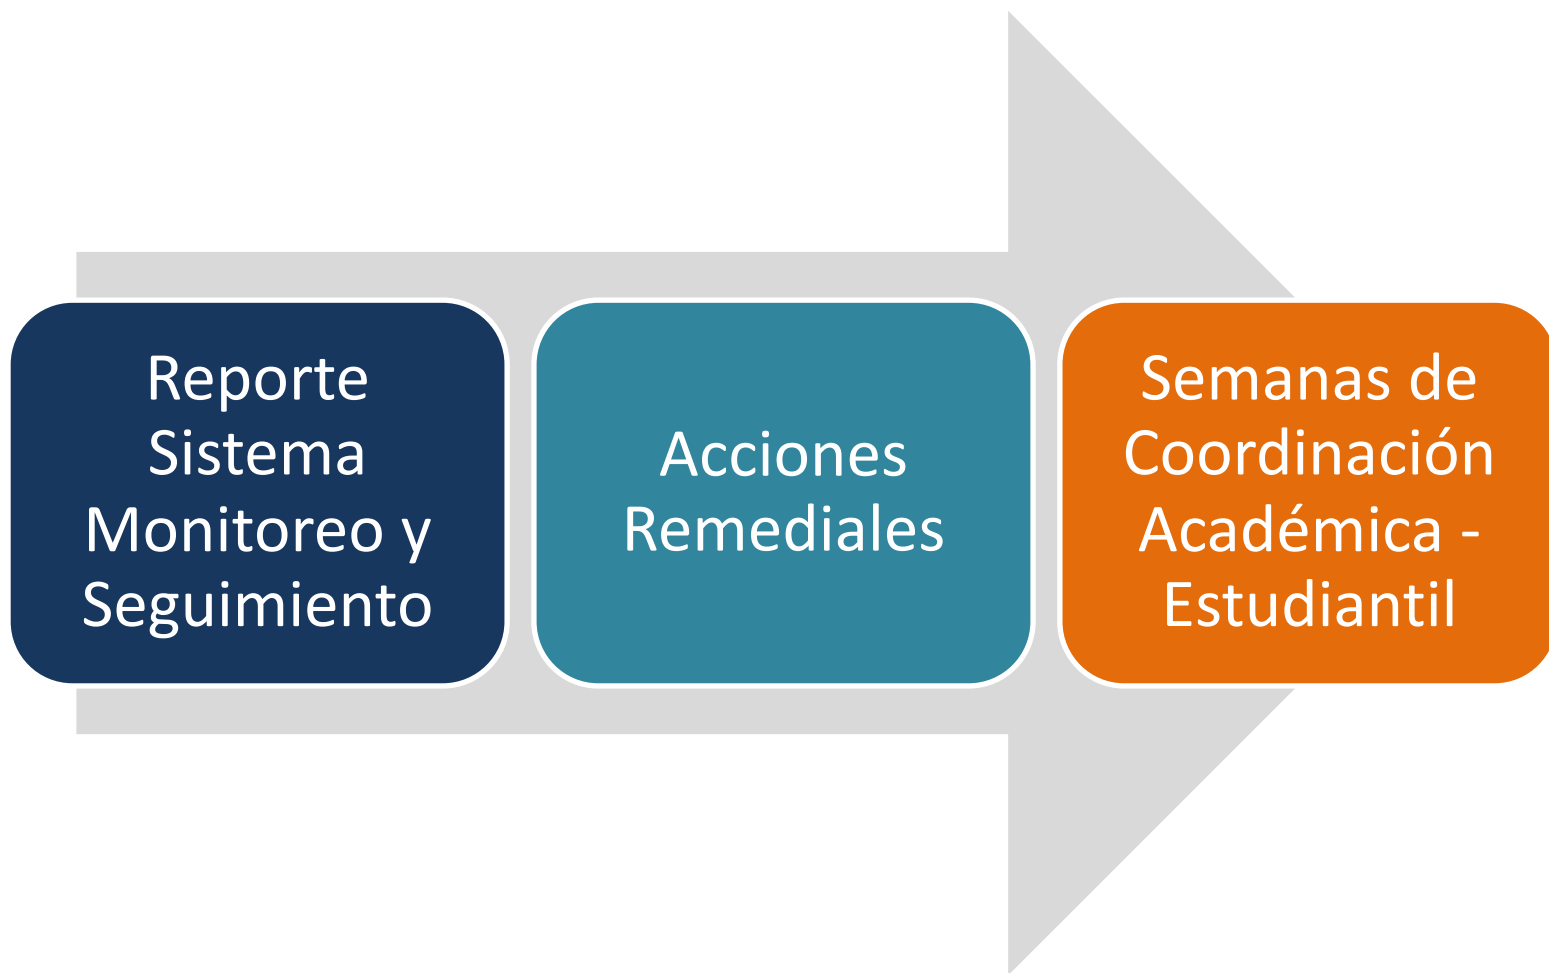 Reporte
Sistema
Monitoreo y
Seguimiento
Acciones
Remediales
Semanas de
Coordinación
Académica -
Estudiantil